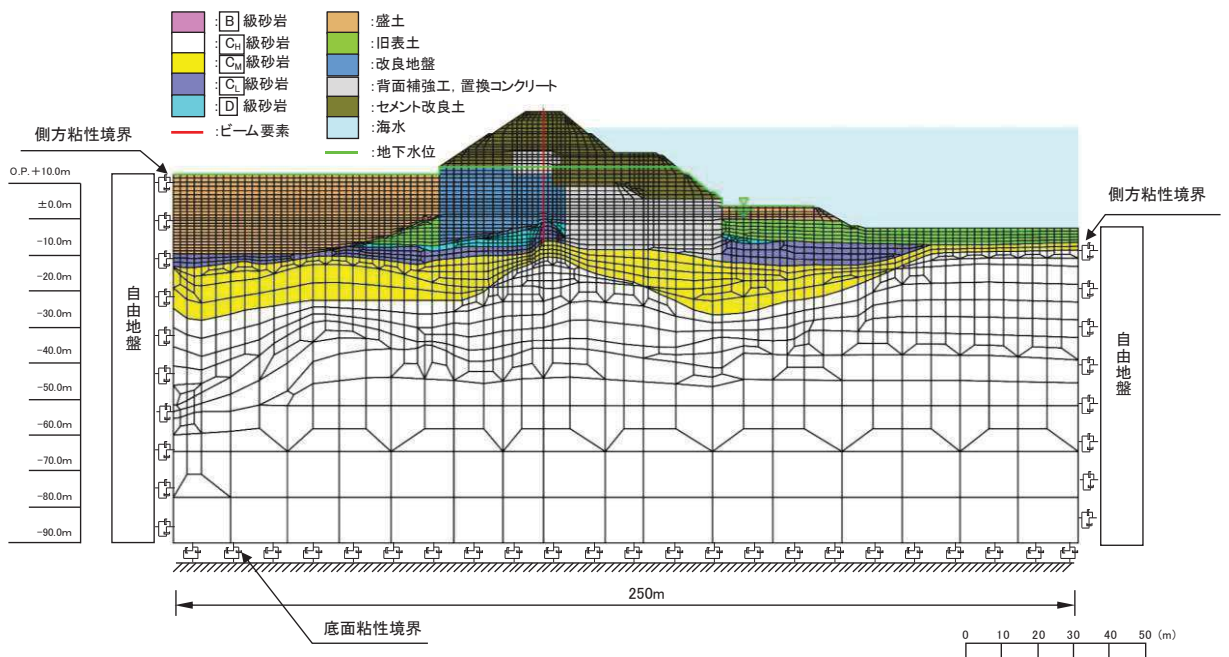 :B級砂岩
:CH級砂岩
:CM級砂岩
:CL級砂岩
:D級砂岩
:ビーム要素
:盛土
:旧表土
:改良地盤
:背面補強工，置換コンクリート
:セメント改良土
:海水
:地下水位
側方粘性境界
側方粘性境界
O.P.+10.0m
±0.0m
-10.0m
-20.0m
-30.0m
-40.0m
-50.0m
-60.0m
-70.0m
-80.0m
-90.0m
自由地盤
自由地盤
250m
底面粘性境界
0 10 20 30 40 50 (m)